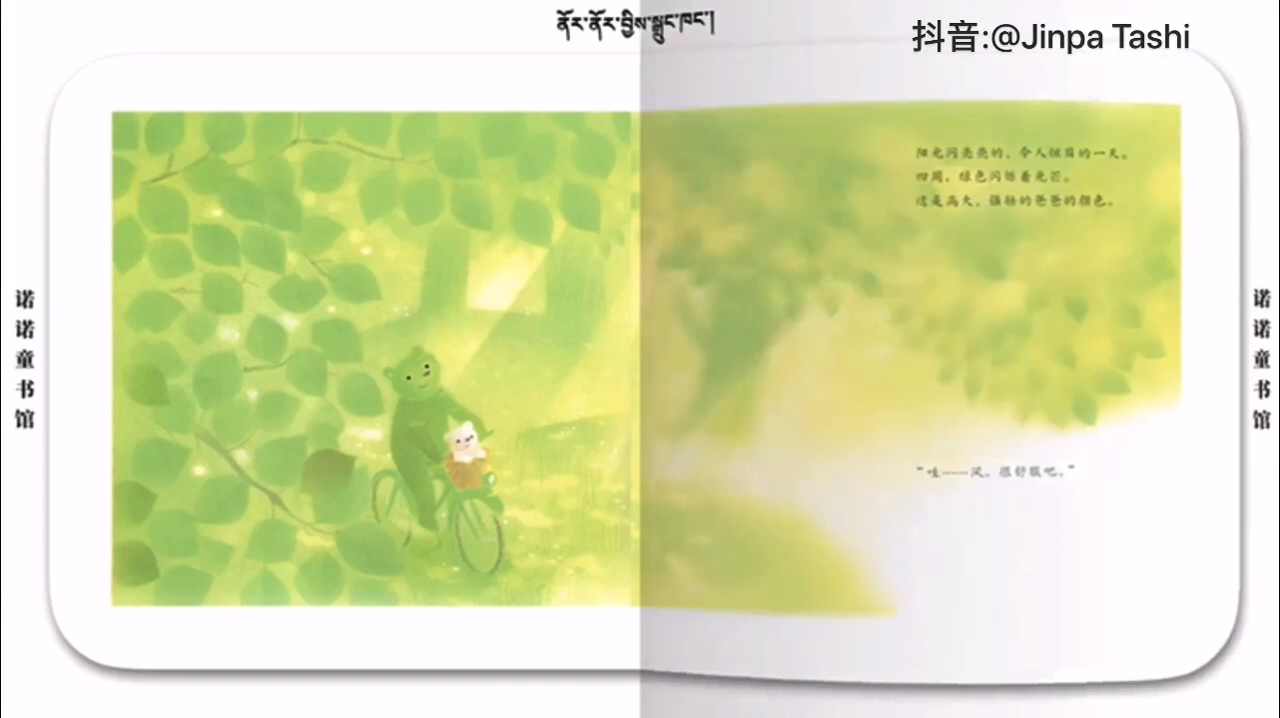 ནོར་ནོར་བྱིས་སྒྲུང་ཁང་།
抖音:@Jinpa Tashi
诺诺童书馆
阳光闪亮亮的、令人炫目的一天。
四周，绿色闪烁着光芒。
这是高大、强壮的爸爸的颜色。
“哇……风，很舒服吧。”
诺诺童书馆